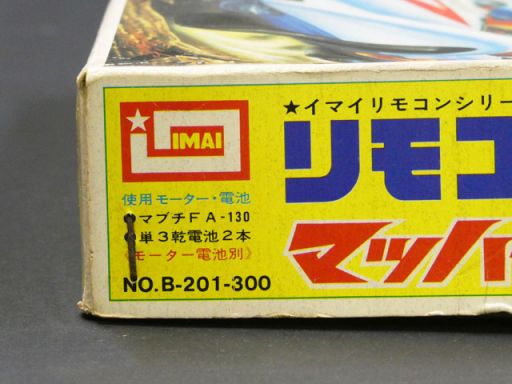 ★イマイリモコンシリー
IMAI
リモコ
使用モーター・電池
●マブチFA-130
●単3乾電池2本
《モーター電池別》
マッハ
NO.B-201-300